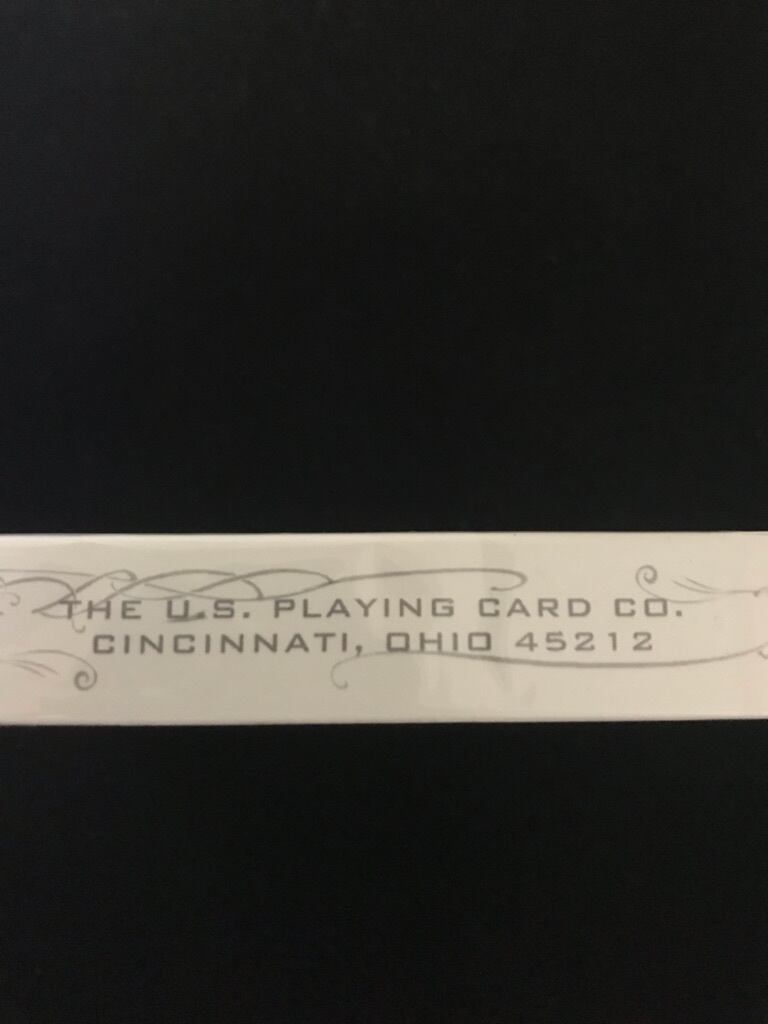 THE U.S. PLAYING CARD CO.
CINCINNATI, OHIO 45212